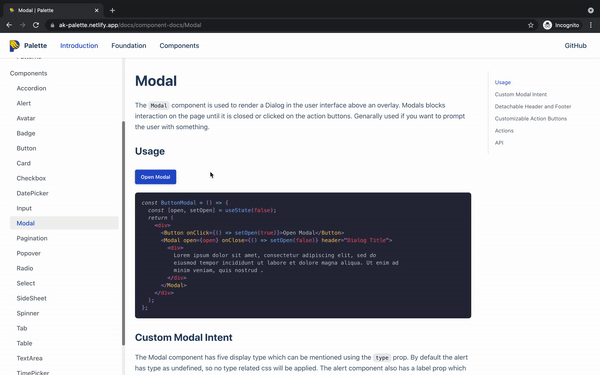 Modal | Palette
ak-palette.netlify.app/docs/component-docs/Modal
Incognito
Palette
Introduction
Foundation
Components
GitHub
Components
Accordion
Alert
Avatar
Badge
Button
Card
Checkbox
DatePicker
Input
Modal
Pagination
Popover
Radio
Select
SideSheet
Spinner
Tab
Table
TextArea
TimePicker
Modal
The Modal component is used to render a Dialog in the user interface above an overlay. Modals blocks
interaction on the page until it is closed or clicked on the action buttons. Genarally used if you want to prompt
the user with something.
Usage
Open Modal
const ButtonModal = () => {
const [open, setOpen] = useState(false);
return (
<div>
<Button onClick={() => setOpen(true)}>Open Modal</Button>
<Modal open={open} onClose={() => setOpen(false)} header="Dialog Title">
<div>
Lorem ipsum dolor sit amet, consectetur adipiscing elit, sed do
eiusmod tempor incididunt ut labore et dolore magna aliqua. Ut enim ad
minim veniam, quis nostrud .
</div>
</Modal>
</div>
);
};
Custom Modal Intent
The Modal component has five display type which can be mentioned using the type prop. By default the alert
has type as undefined, so no type related css will be applied. The alert component also has a label prop which
Usage
Custom Modal Intent
Detachable Header and Footer
Customizable Action Buttons
Actions
API